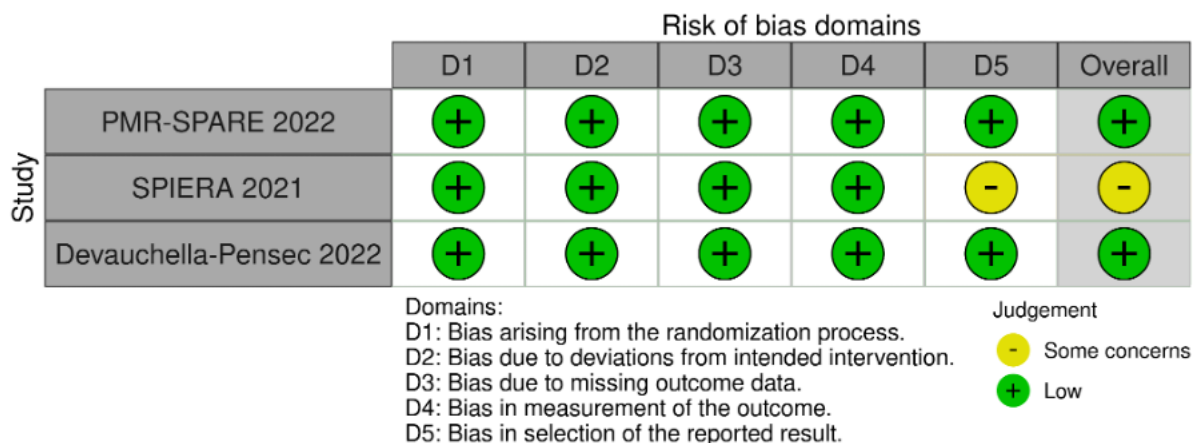 Risk of bias domains
D1 D2 D3 D4 D5 Overall
Study
PMR-SPARE 2022 + + + + + +
SPIERA 2021 + + + + - -
Devauchella-Pensec 2022 + + + + + +
Domains:
D1: Bias arising from the randomization process.
D2: Bias due to deviations from intended intervention.
D3: Bias due to missing outcome data.
D4: Bias in measurement of the outcome.
D5: Bias in selection of the reported result.
Judgement
- Some concerns
+ Low